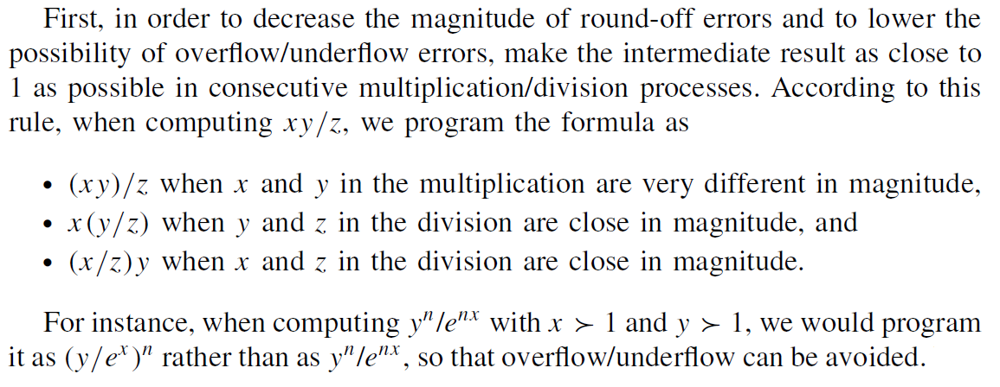 First, in order to decrease the magnitude of round-off errors and to lower the
possibility of overflow/underflow errors, make the intermediate result as close to
1 as possible in consecutive multiplication/division processes. According to this
rule, when computing xy/z, we program the formula as
• (xy)/z when x and y in the multiplication are very different in magnitude,
• x(y/z) when y and z in the division are close in magnitude, and
• (x/z)y when x and z in the division are close in magnitude.
For instance, when computing yⁿ/eⁿˣ with x ≻ 1 and y ≻ 1, we would program
it as (y/eˣ)ⁿ rather than as yⁿ/eⁿˣ, so that overflow/underflow can be avoided.